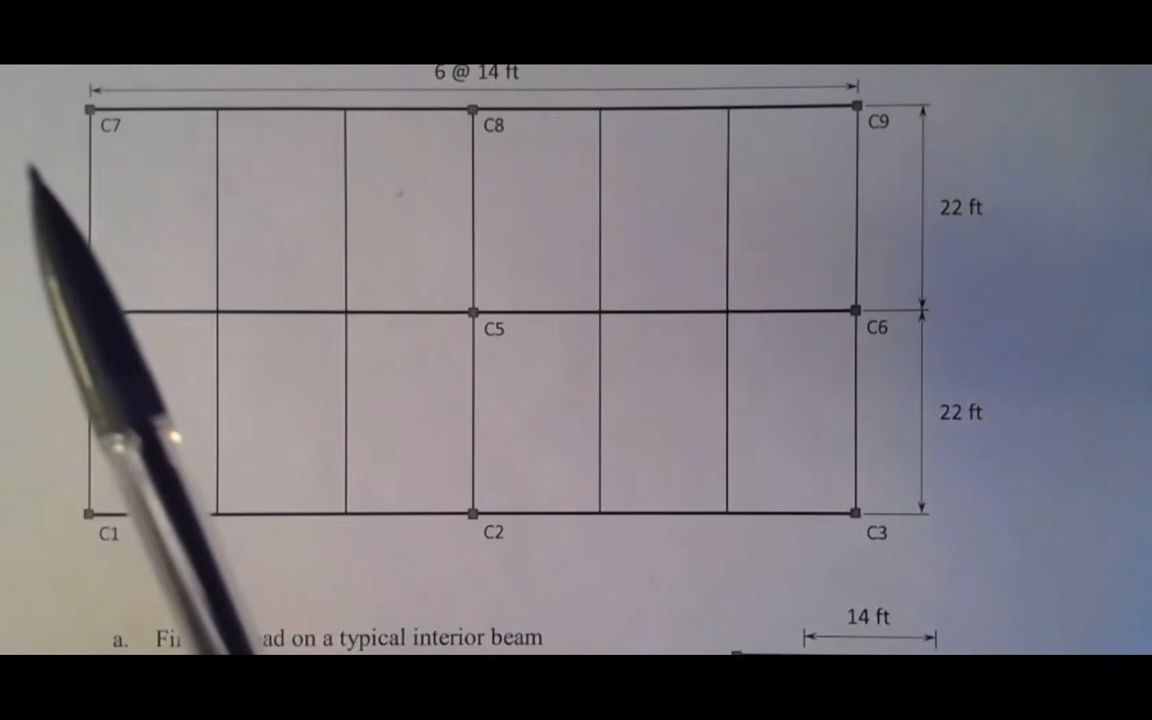 6 @ 14 ft
C7
C8
C9
22 ft
C5
C6
22 ft
C1
C2
C3
14 ft
a. on a typical interior beam